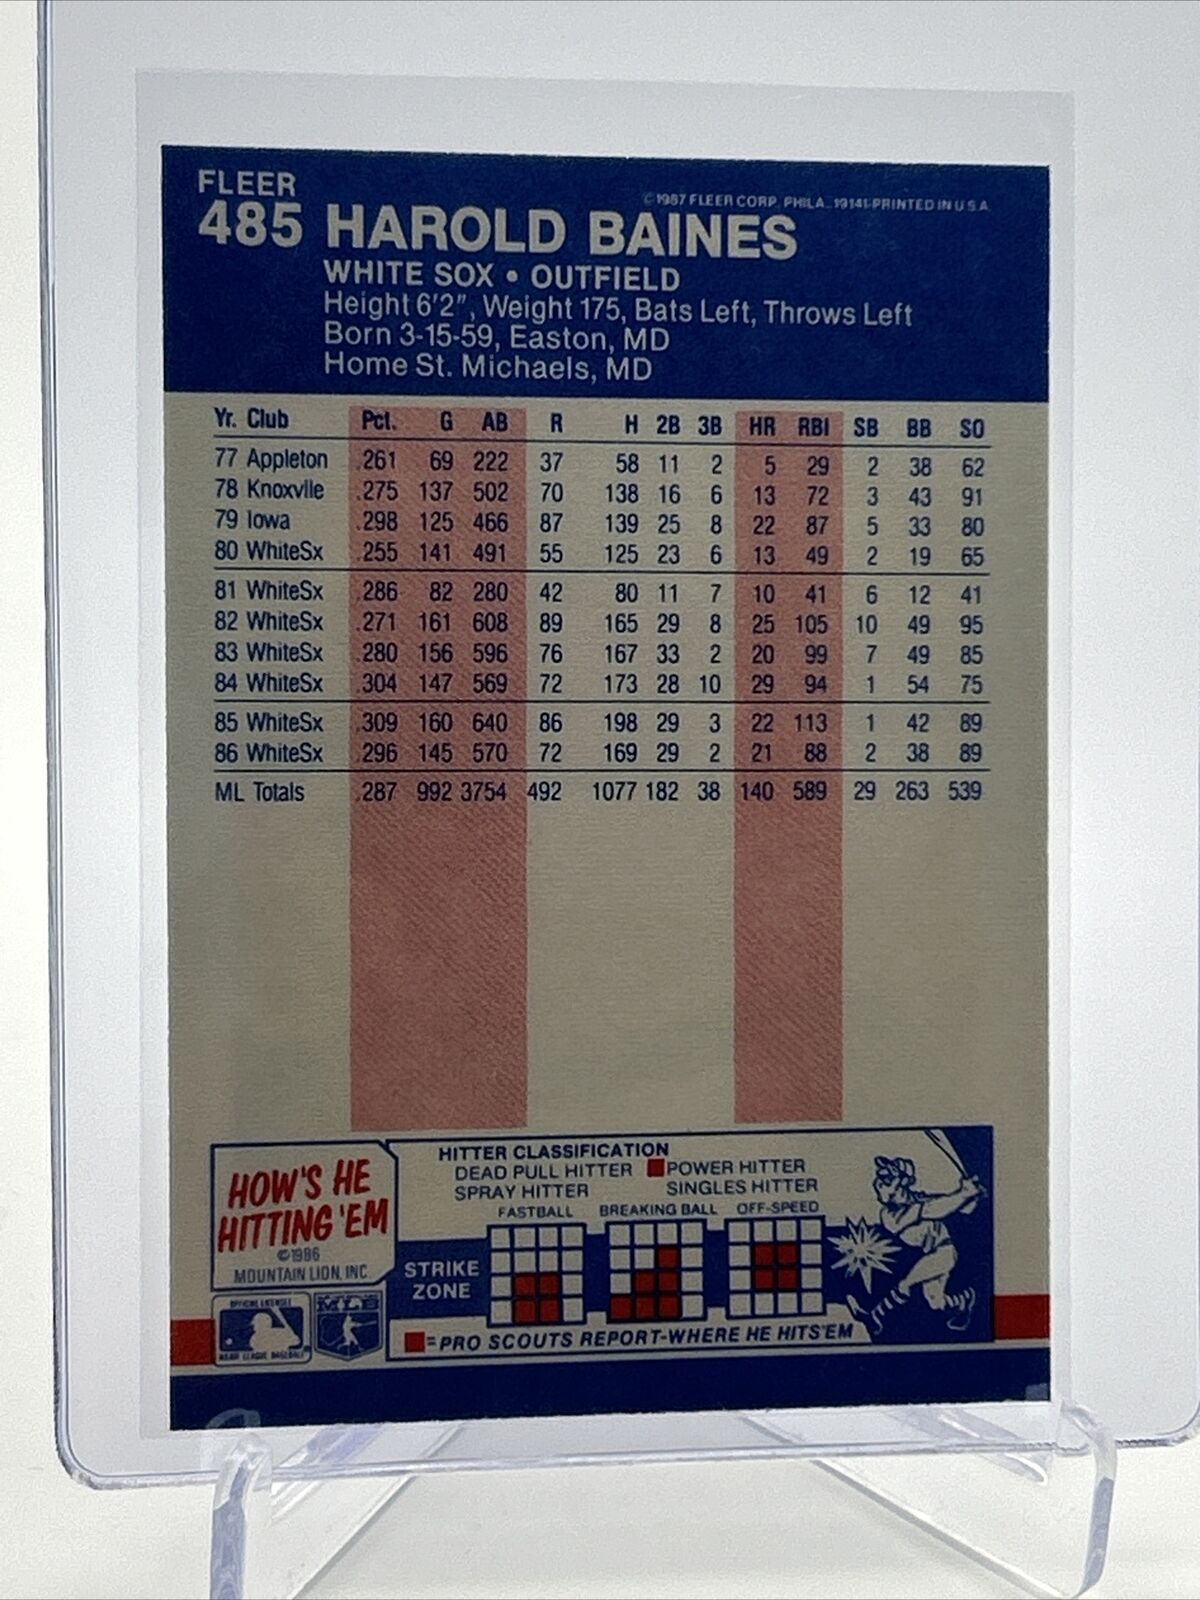 FLEER
©1987 FLEER CORP. PHILA. 19141-PRINTED IN U.S.A.
485 HAROLD BAINES
WHITE SOX • OUTFIELD
Height 6'2", Weight 175, Bats Left, Throws Left
Born 3-15-59, Easton, MD
Home St. Michaels, MD
Yr. Club Pct. G AB R H 2B 3B HR RBI SB BB SO
77 Appleton .261 69 222 37 58 11 2 5 29 2 38 62
78 Knoxvlle .275 137 502 70 138 16 6 13 72 3 43 91
79 Iowa .298 125 466 87 139 25 8 22 87 5 33 80
80 WhiteSx .255 141 491 55 125 23 6 13 49 2 19 65
81 WhiteSx .286 82 280 42 80 11 7 10 41 6 12 41
82 WhiteSx .271 161 608 89 165 29 8 25 105 10 49 95
83 WhiteSx .280 156 596 76 167 33 2 20 99 7 49 85
84 WhiteSx .304 147 569 72 173 28 10 29 94 1 54 75
85 WhiteSx .309 160 640 86 198 29 3 22 113 1 42 89
86 WhiteSx .296 145 570 72 169 29 2 21 88 2 38 89
ML Totals .287 992 3754 492 1077 182 38 140 589 29 263 539
HOW'S HE
HITTING 'EM
©1986
MOUNTAIN LION, INC.
HITTER CLASSIFICATION
DEAD PULL HITTER POWER HITTER
SPRAY HITTER SINGLES HITTER
FASTBALL BREAKING BALL OFF-SPEED
STRIKE
ZONE
=PRO SCOUTS REPORT-WHERE HE HITS'EM
OFFICIAL LICENSEE
MAJOR LEAGUE BASEBALL
MLB